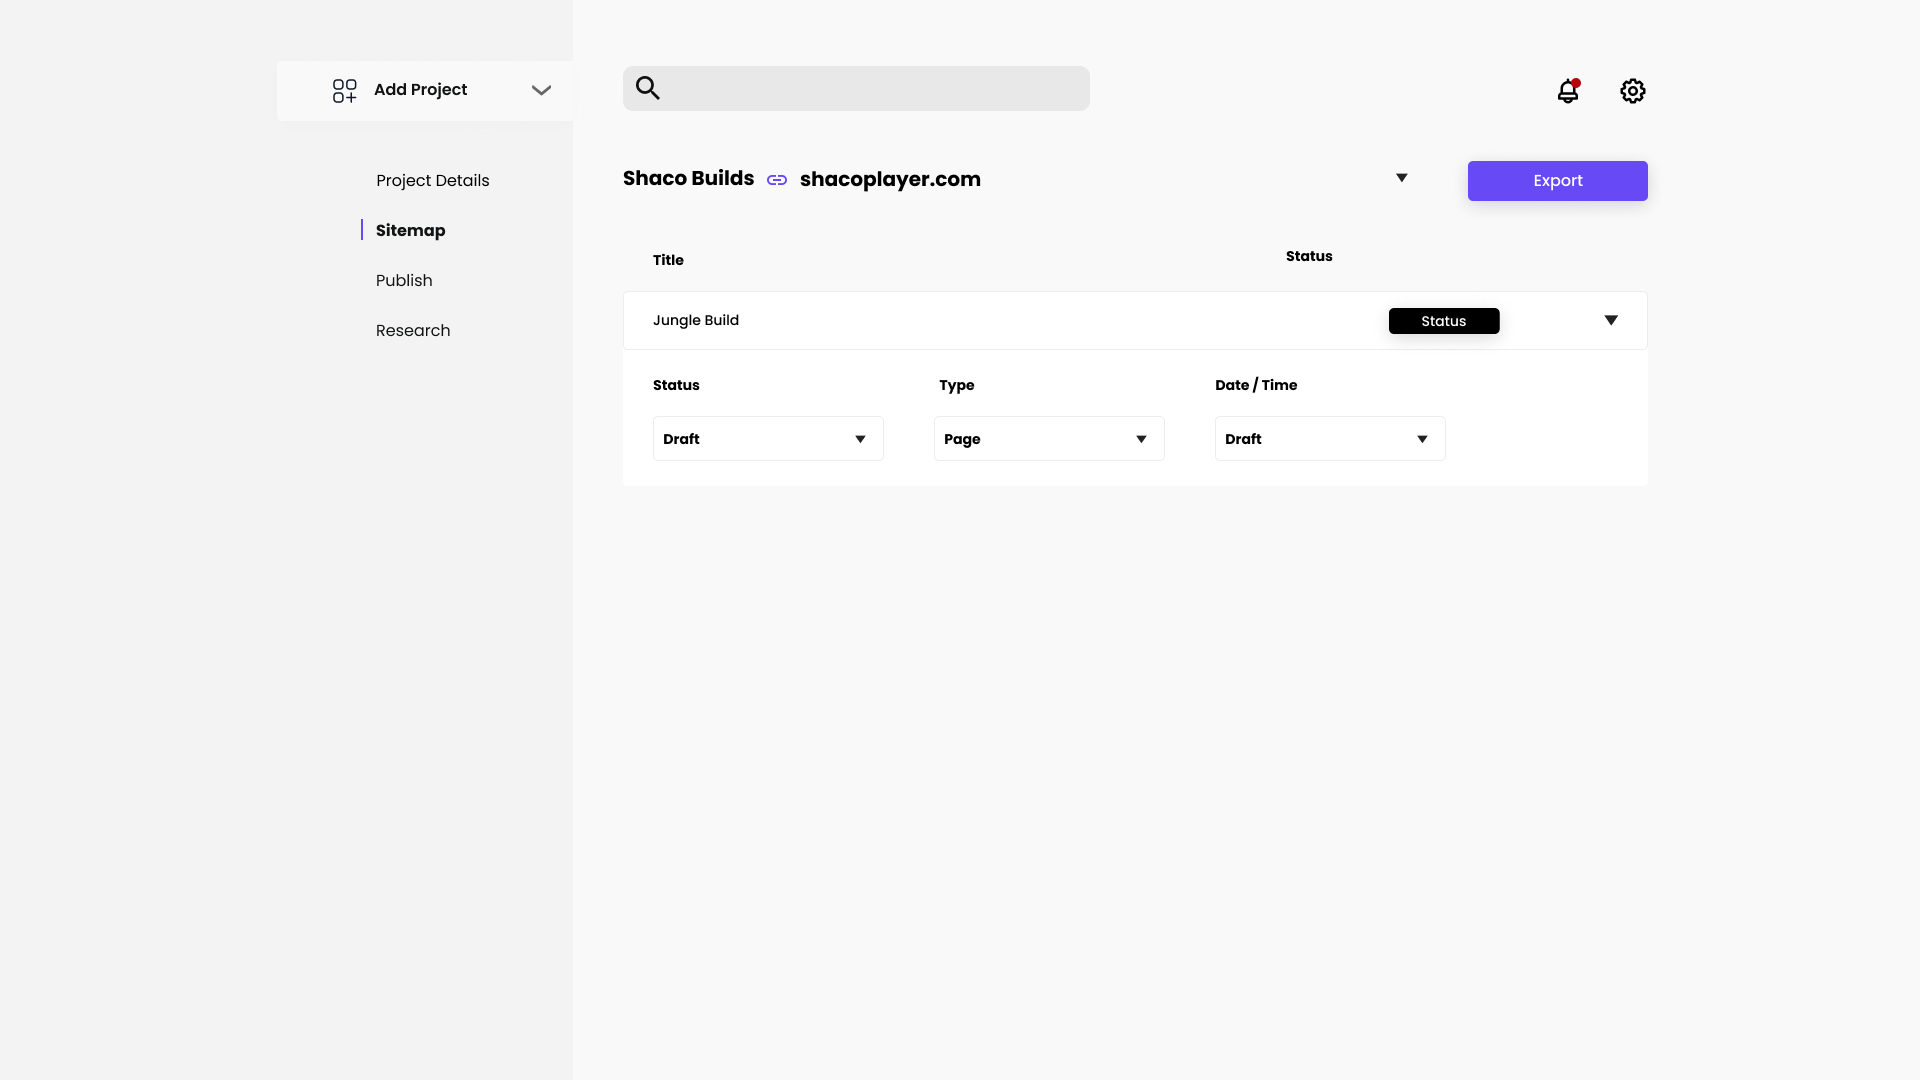 Add Project
Project Details
Sitemap
Publish
Research
Shaco Builds shacoplayer.com
Export
Title Status
Jungle Build Status
Status Type Date / Time
Draft Page Draft